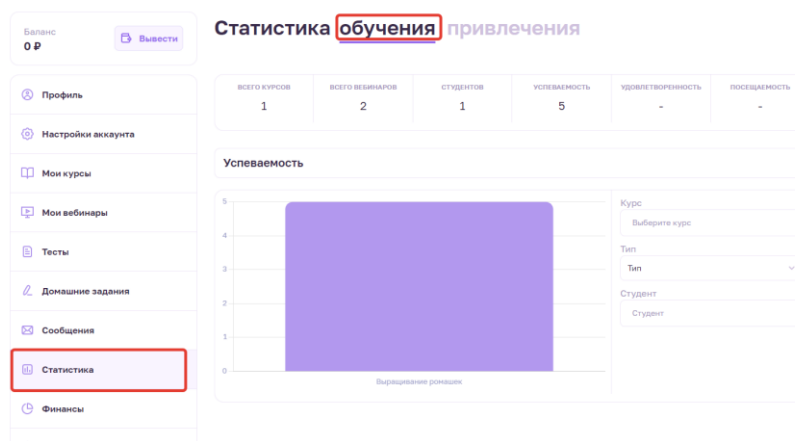 Баланс
0 ₽
Вывести
Профиль
Настройки аккаунта
Мои курсы
Мои вебинары
Тесты
Домашние задания
Сообщения
Статистика
Финансы
Статистика обучения привлечения
ВСЕГО КУРСОВ
1
ВСЕГО ВЕБИНАРОВ
2
СТУДЕНТОВ
1
УСПЕВАЕМОСТЬ
5
УДОВЛЕТВОРЕННОСТЬ
-
ПОСЕЩАЕМОСТЬ
-
Успеваемость
5
4
3
2
1
0
Выращивание ромашек
Курс
Выберите курс
Тип
Тип
Студент
Студент